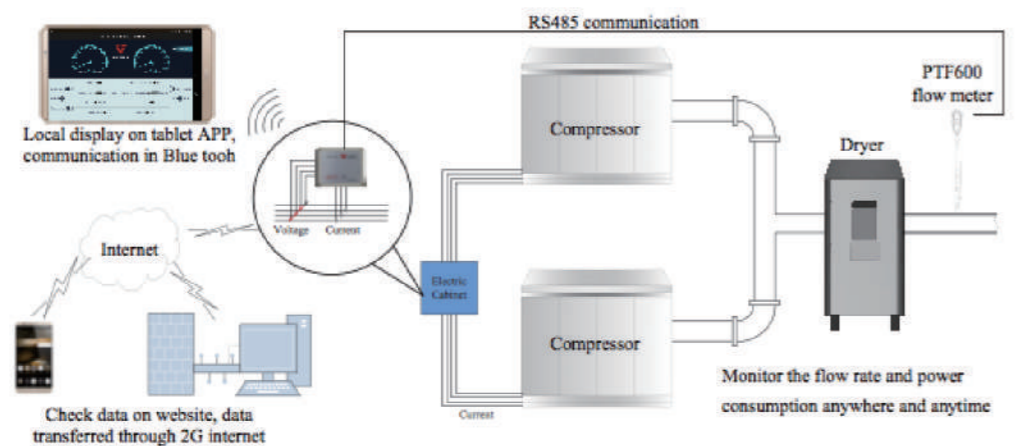 RS485 communication
PTF600
flow meter
Compressor
Local display on tablet APP,
communication in Blue tooh
Dryer
Voltage
Current
Internet
Electric
Cabinet
Compressor
Monitor the flow rate and power
consumption anywhere and anytime
Current
Check data on website, data
transferred through 2G internet